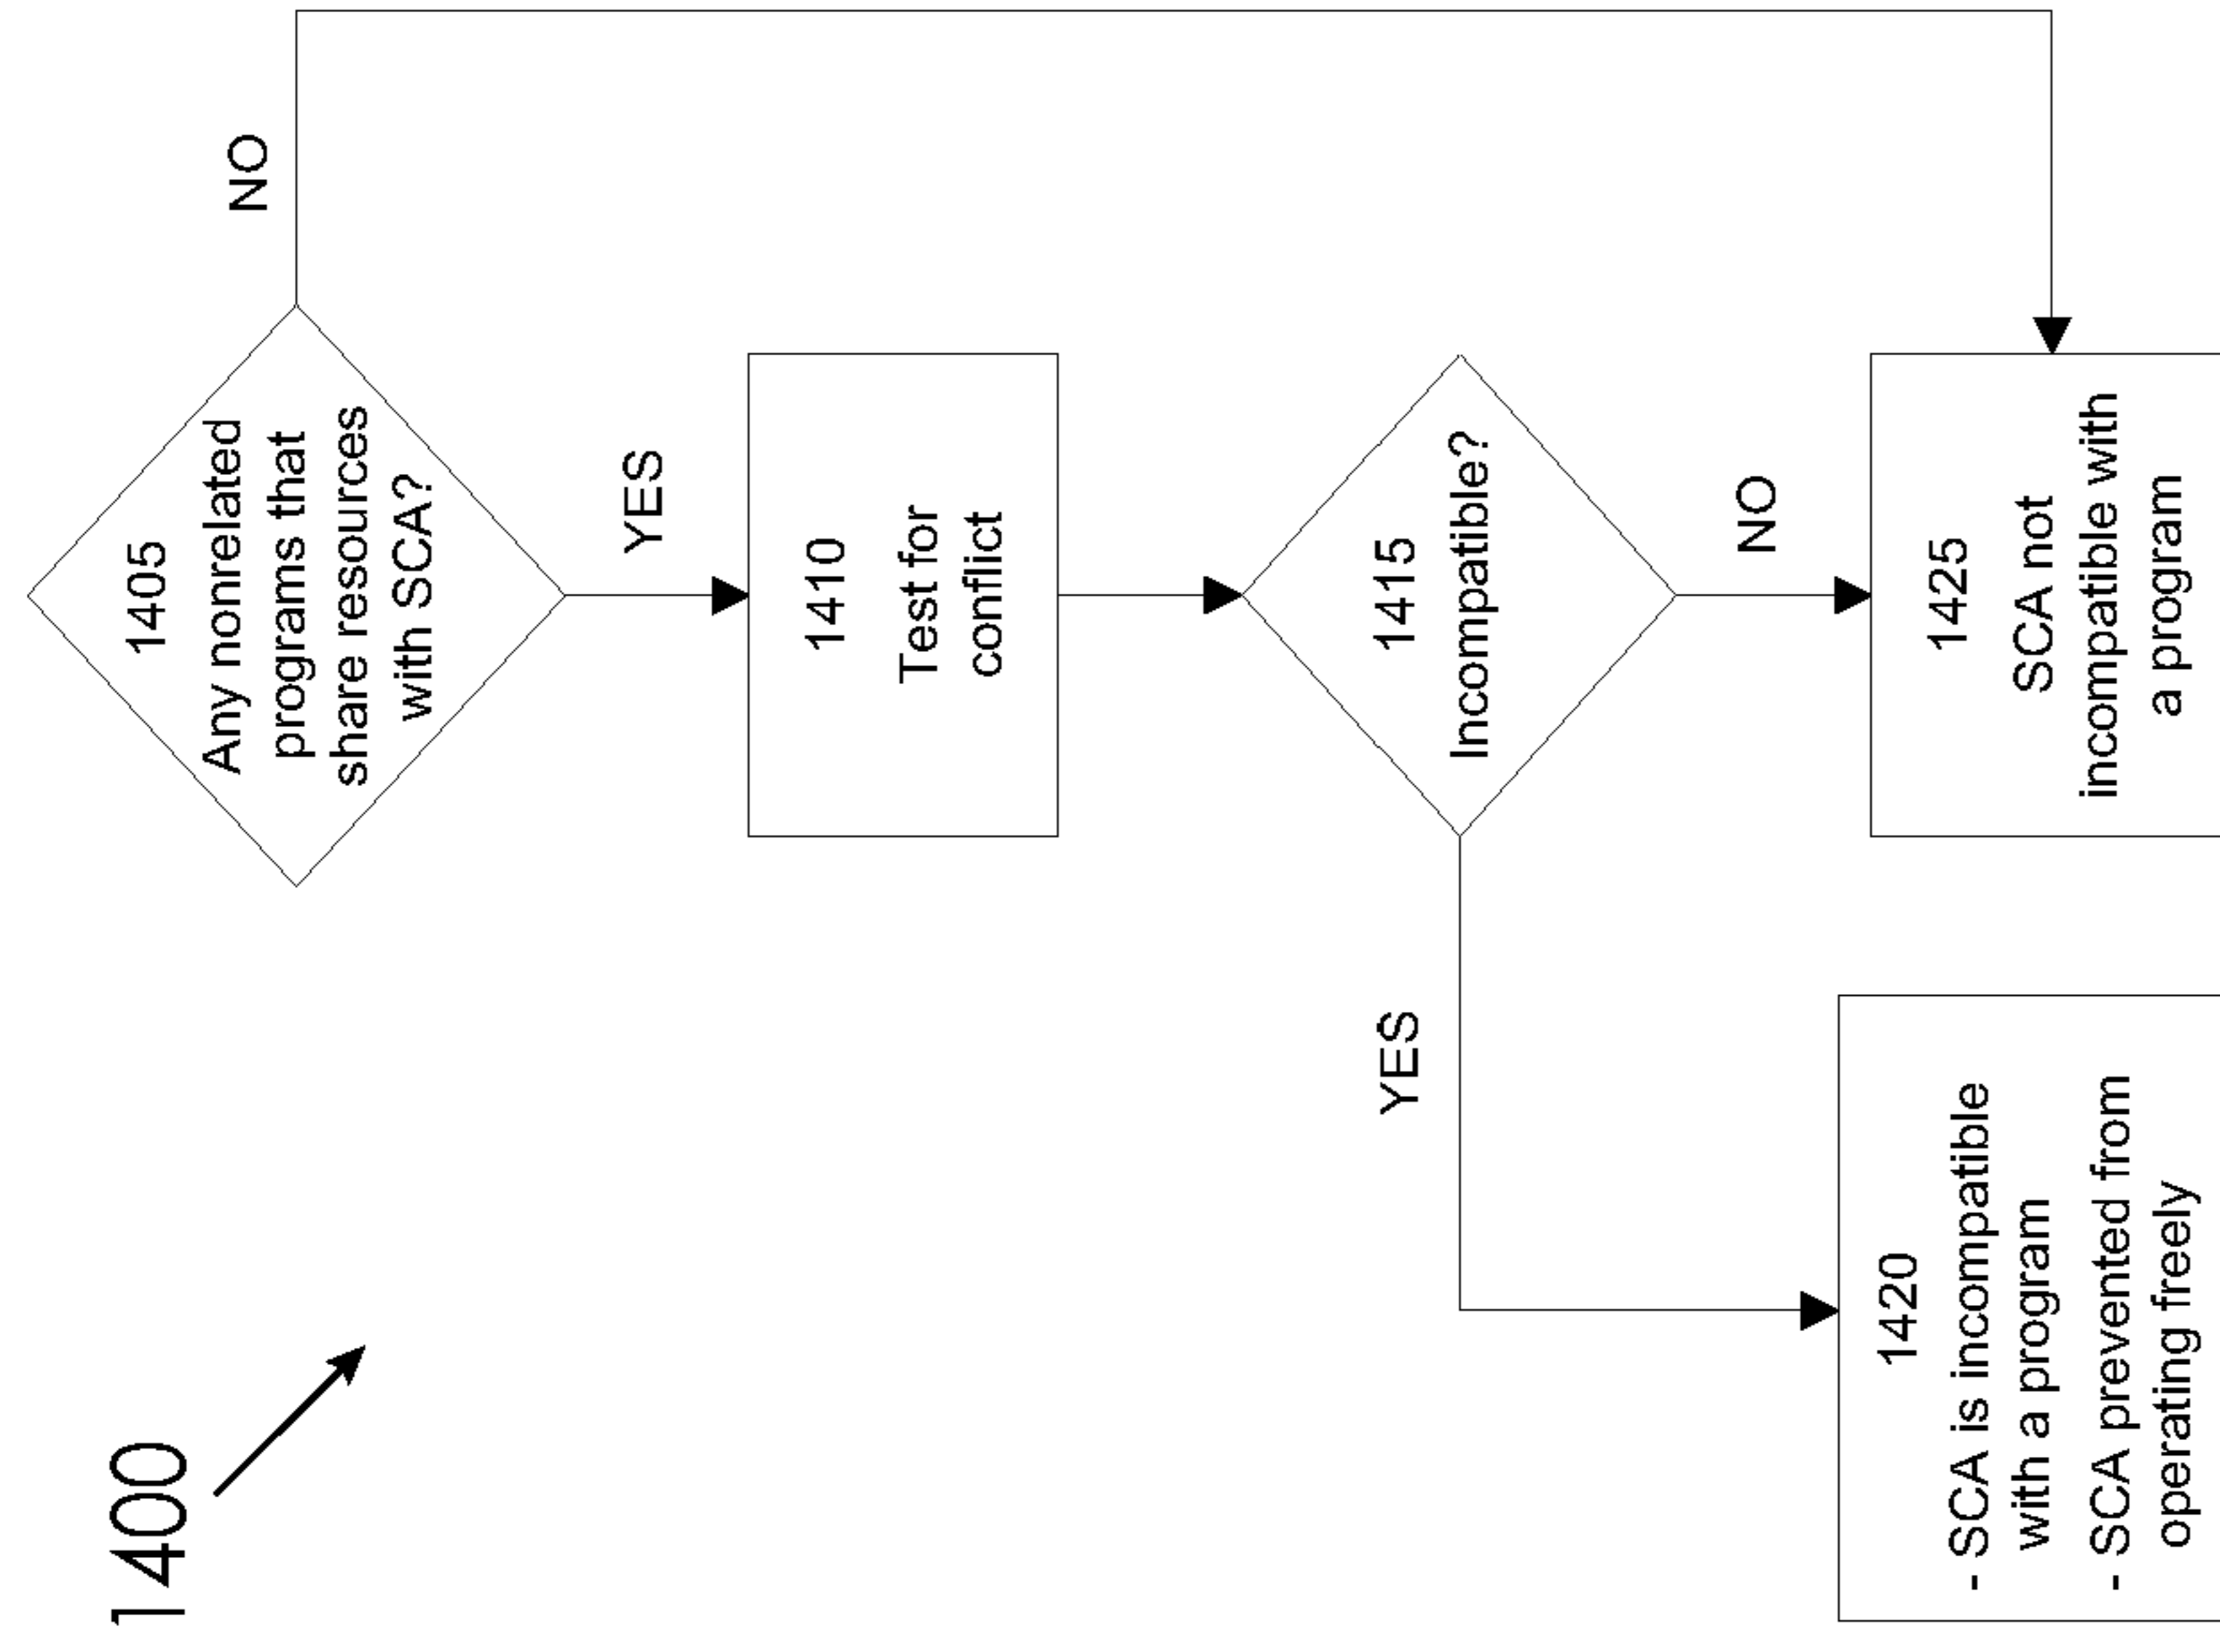 1400
1405
Any nonrelated
programs that
share resources
with SCA?
NO
YES
1410
Test for
conflict
1415
Incompatible?
YES
NO
1420
- SCA is incompatible
with a program
- SCA prevented from
operating freely
1425
SCA not
incompatible with
a program